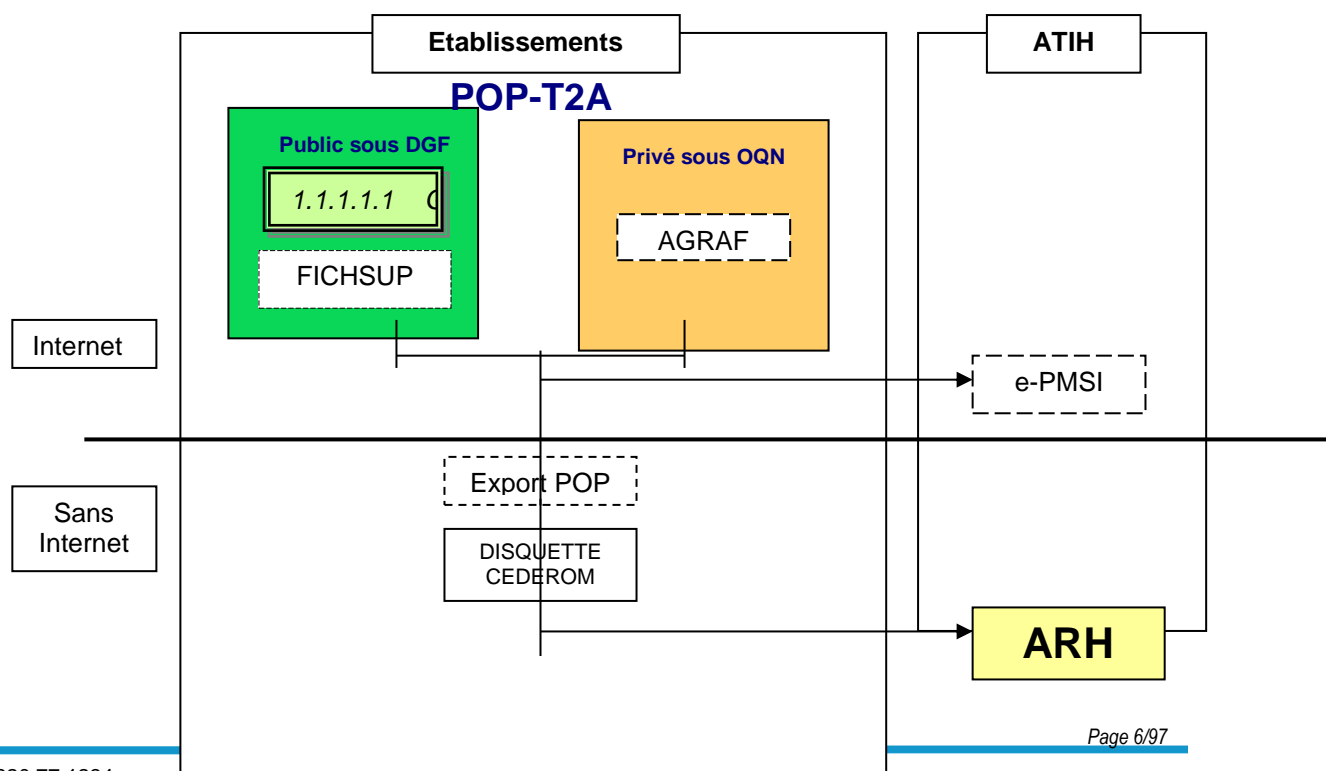 Etablissements
ATIH
POP-T2A
Public sous DGF
Privé sous OQN
1.1.1.1.1
AGRAF
FICHSUP
Internet
e-PMSI
Export POP
Sans
Internet
DISQUETTE
CEDEROM
ARH
Page 6/97